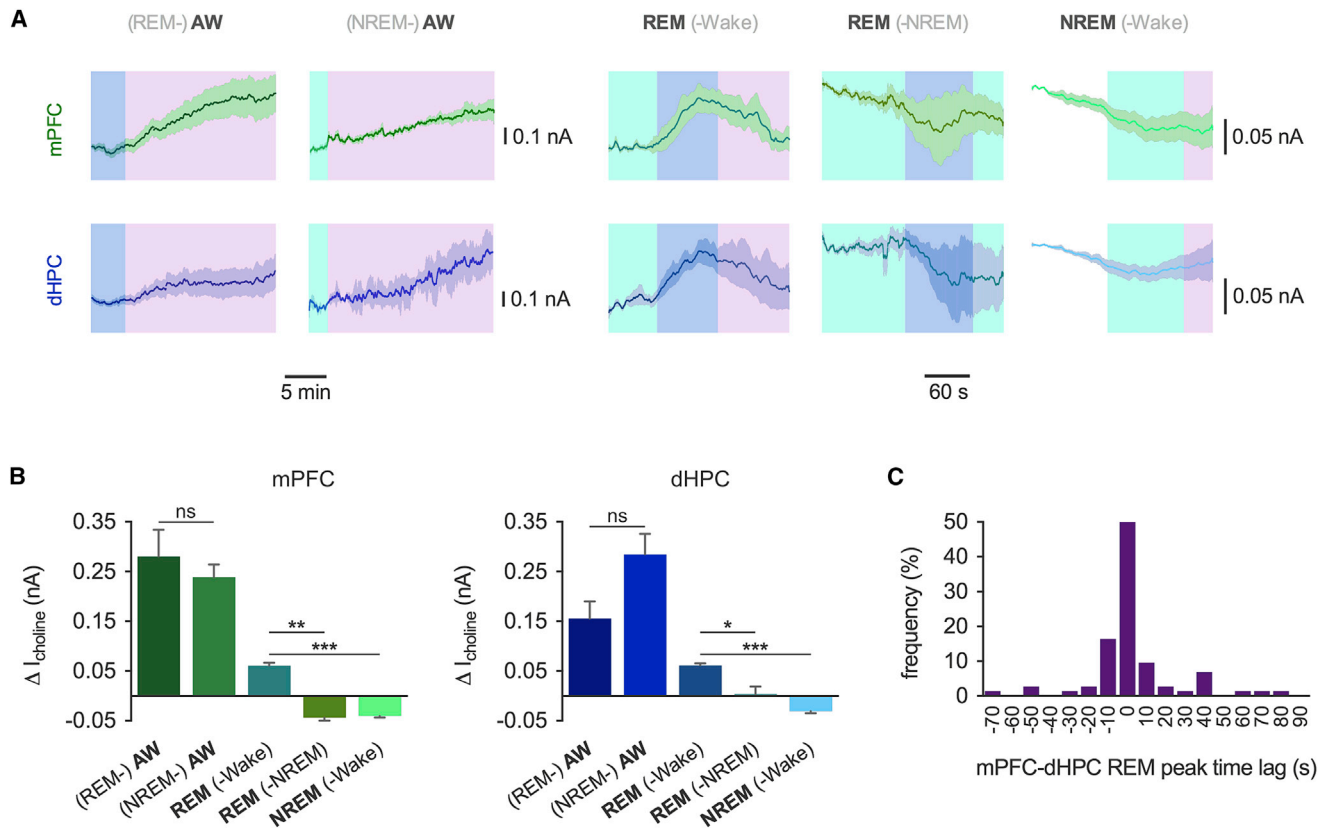 A
(REM-) AW
(NREM-) AW
REM (-Wake)
REM (-NREM)
NREM (-Wake)
mPFC
0.1 nA
0.05 nA
dHPC
0.1 nA
0.05 nA
5 min
60 s
B
mPFC
Δ Icholine (nA)
0.35
0.25
0.15
0.05
-0.05
ns
**
***
(REM-) AW
(NREM-) AW
REM (-Wake)
REM (-NREM)
NREM (-Wake)
dHPC
Δ Icholine (nA)
0.35
0.25
0.15
0.05
-0.05
ns
*
***
(REM-) AW
(NREM-) AW
REM (-Wake)
REM (-NREM)
NREM (-Wake)
C
frequency (%)
50
40
30
20
10
0
-70 -60 -50 -40 -30 -20 -10 0 10 20 30 40 50 60 70 80 90
mPFC-dHPC REM peak time lag (s)